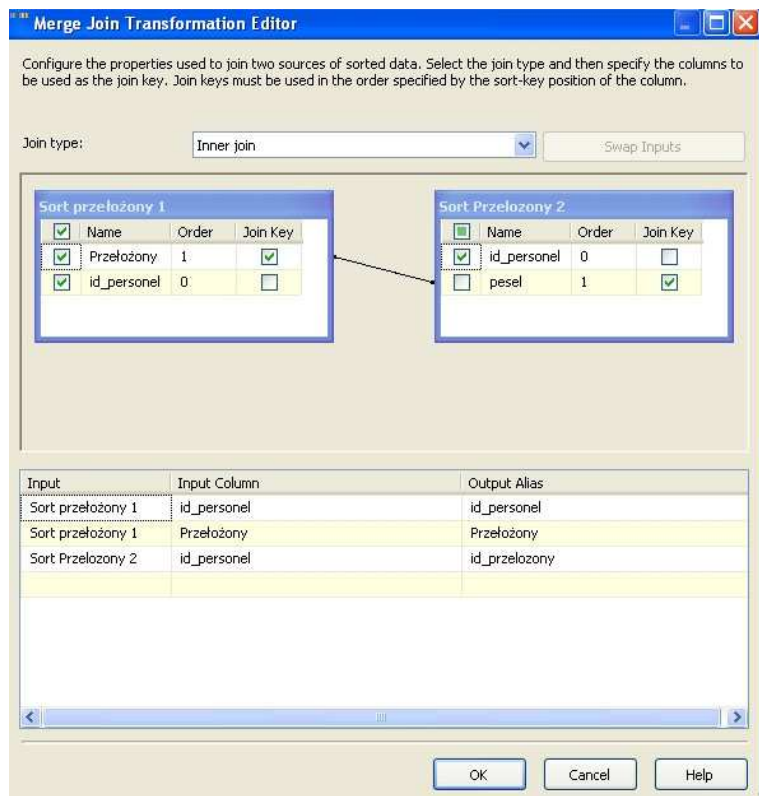 Merge Join Transformation Editor
Configure the properties used to join two sources of sorted data. Select the join type and then specify the columns to
be used as the join key. Join keys must be used in the order specified by the sort-key position of the column.
Join type: Inner join Swap Inputs
Sort przełożony 1 Sort Przelozony 2
Name Order Join Key Name Order Join Key
Przełożony 1 id_personel 0
id_personel 0 pesel 1
Input Input Column Output Alias
Sort przełożony 1 id_personel id_personel
Sort przełożony 1 Przełożony Przełożony
Sort Przelozony 2 id_personel id_przelozony
OK Cancel Help